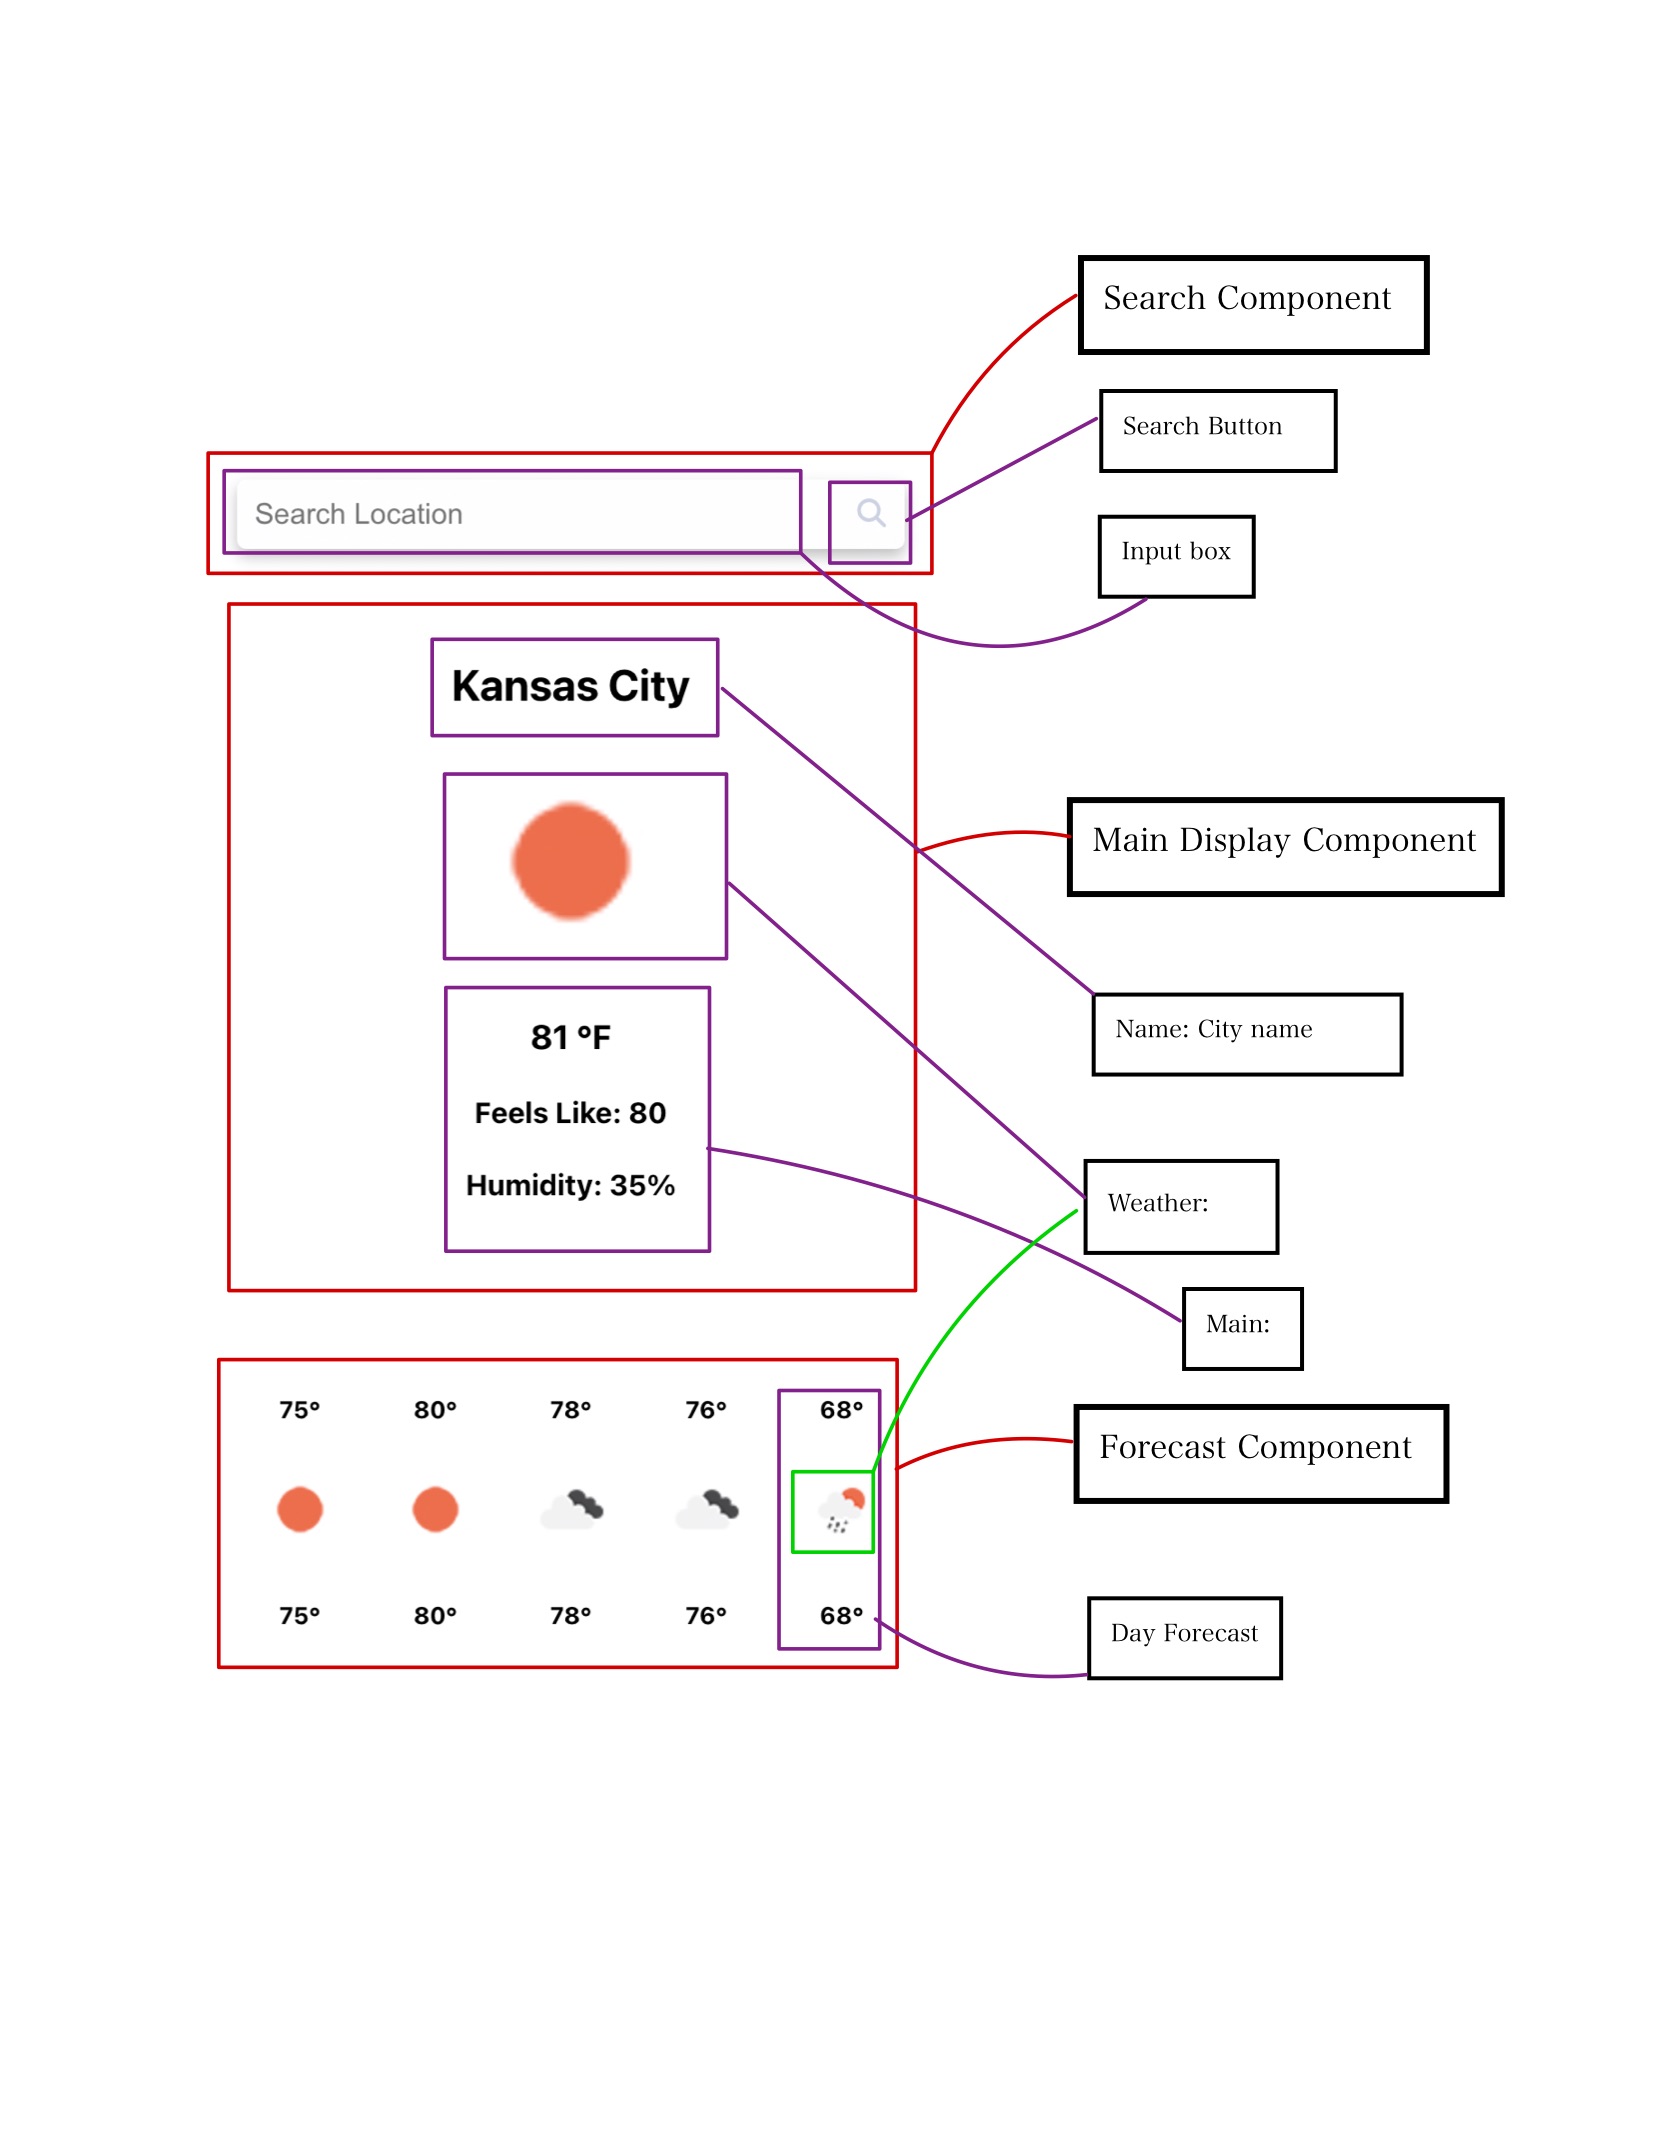 Search Component
Search Button
Search Location
Input box
Kansas City
Main Display Component
Name: City name
81 °F
Feels Like: 80
Humidity: 35%
Weather:
Main:
75° 80° 78° 76° 68°
Forecast Component
75° 80° 78° 76° 68°
Day Forecast